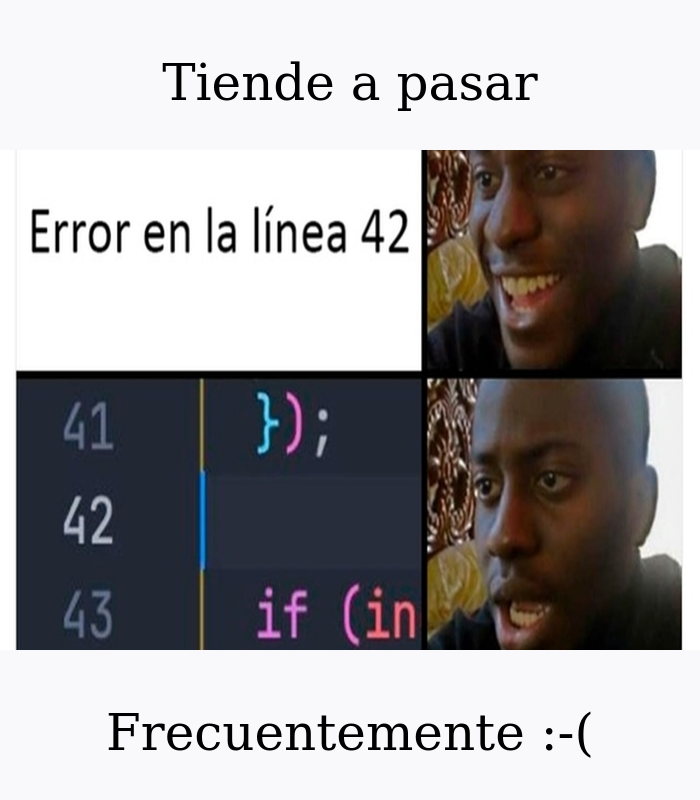 Tiende a pasar
Error en la línea 42
41 });
42
43 if (in
Frecuentemente :-(